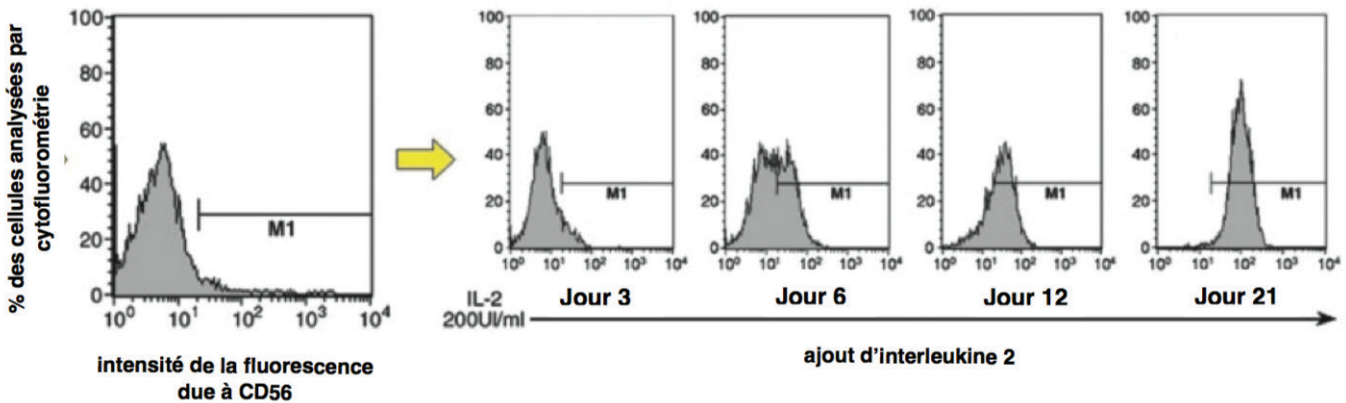 % des cellules analysées par
cytofluorométrie
100
80
60
40
20
0
M1
10⁰ 10¹ 10² 10³ 10⁴
intensité de la fluorescence
due à CD56
100
80
60
40
20
0
M1
10⁰ 10¹ 10² 10³ 10⁴
100
80
60
40
20
0
M1
10⁰ 10¹ 10² 10³ 10⁴
100
80
60
40
20
0
M1
10⁰ 10¹ 10² 10³ 10⁴
100
80
60
40
20
0
M1
10⁰ 10¹ 10² 10³ 10⁴
IL-2 Jour 3 Jour 6 Jour 12 Jour 21
200UI/ml
ajout d'interleukine 2